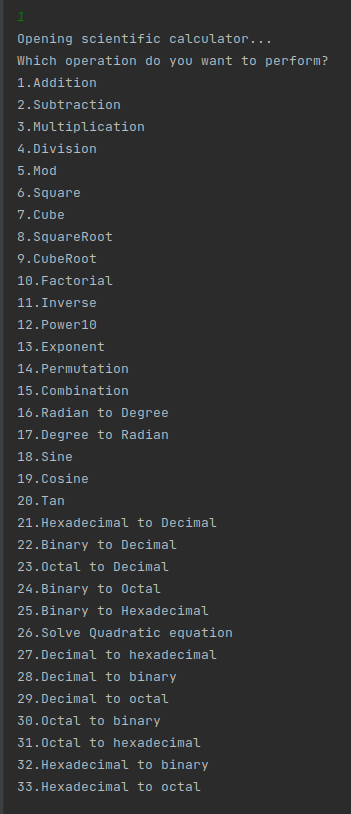 1
Opening scientific calculator...
Which operation do you want to perform?
1.Addition
2.Subtraction
3.Multiplication
4.Division
5.Mod
6.Square
7.Cube
8.SquareRoot
9.CubeRoot
10.Factorial
11.Inverse
12.Power10
13.Exponent
14.Permutation
15.Combination
16.Radian to Degree
17.Degree to Radian
18.Sine
19.Cosine
20.Tan
21.Hexadecimal to Decimal
22.Binary to Decimal
23.Octal to Decimal
24.Binary to Octal
25.Binary to Hexadecimal
26.Solve Quadratic equation
27.Decimal to hexadecimal
28.Decimal to binary
29.Decimal to octal
30.Octal to binary
31.Octal to hexadecimal
32.Hexadecimal to binary
33.Hexadecimal to octal